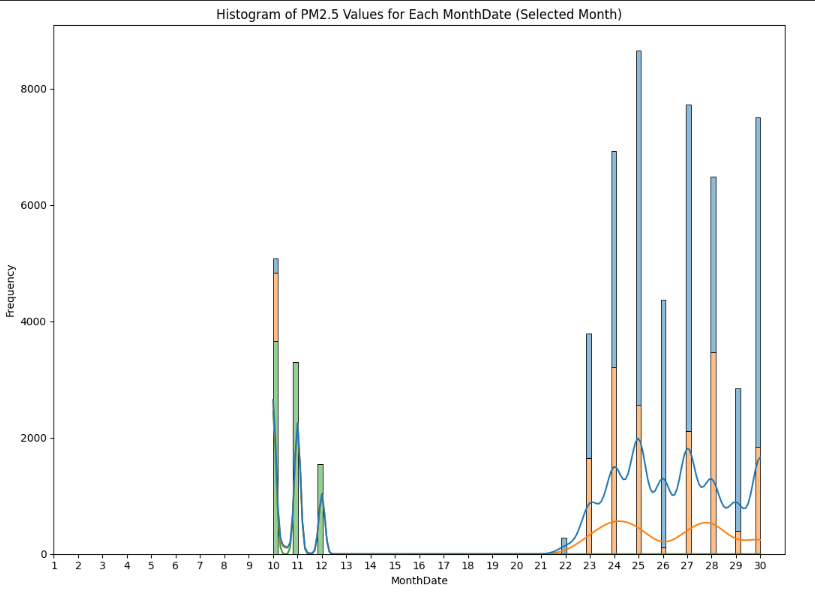 Histogram of PM2.5 Values for Each MonthDate (Selected Month)
8000
6000
4000
2000
0
Frequency
1 2 3 4 5 6 7 8 9 10 11 12 13 14 15 16 17 18 19 20 21 22 23 24 25 26 27 28 29 30
MonthDate